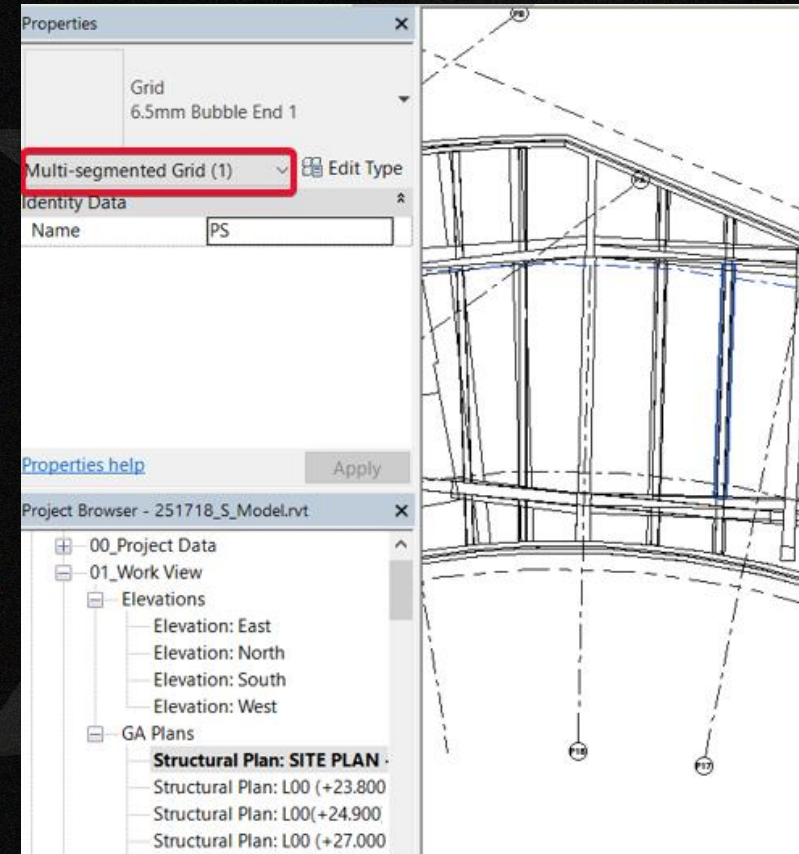 Properties
Grid
6.5mm Bubble End 1
Multi-segmented Grid (1)
Edit Type
Identity Data
Name
PS
Properties help
Apply
Project Browser - 251718_S_Model.rvt
00_Project Data
01_Work View
Elevations
Elevation: East
Elevation: North
Elevation: South
Elevation: West
GA Plans
Structural Plan: SITE PLAN -
Structural Plan: L00 (+23.800
Structural Plan: L00(+24.900
Structural Plan: L00 (+27.000
P17